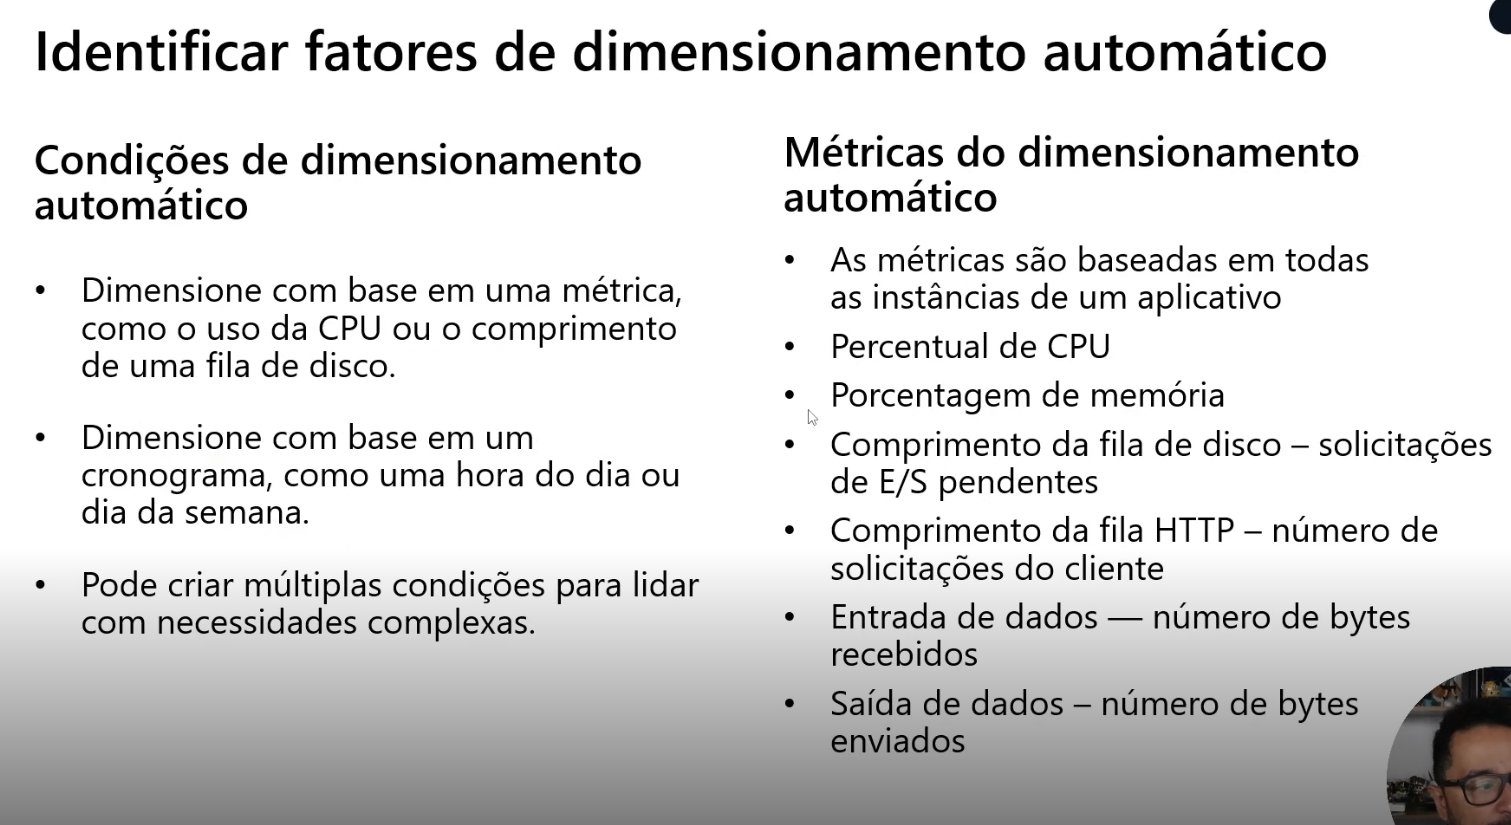 Identificar fatores de dimensionamento automático
Condições de dimensionamento
automático
• Dimensione com base em uma métrica,
como o uso da CPU ou o comprimento
de uma fila de disco.
• Dimensione com base em um
cronograma, como uma hora do dia ou
dia da semana.
• Pode criar múltiplas condições para lidar
com necessidades complexas.
Métricas do dimensionamento
automático
• As métricas são baseadas em todas
as instâncias de um aplicativo
• Percentual de CPU
• Porcentagem de memória
• Comprimento da fila de disco – solicitações
de E/S pendentes
• Comprimento da fila HTTP – número de
solicitações do cliente
• Entrada de dados — número de bytes
recebidos
• Saída de dados – número de bytes
enviados